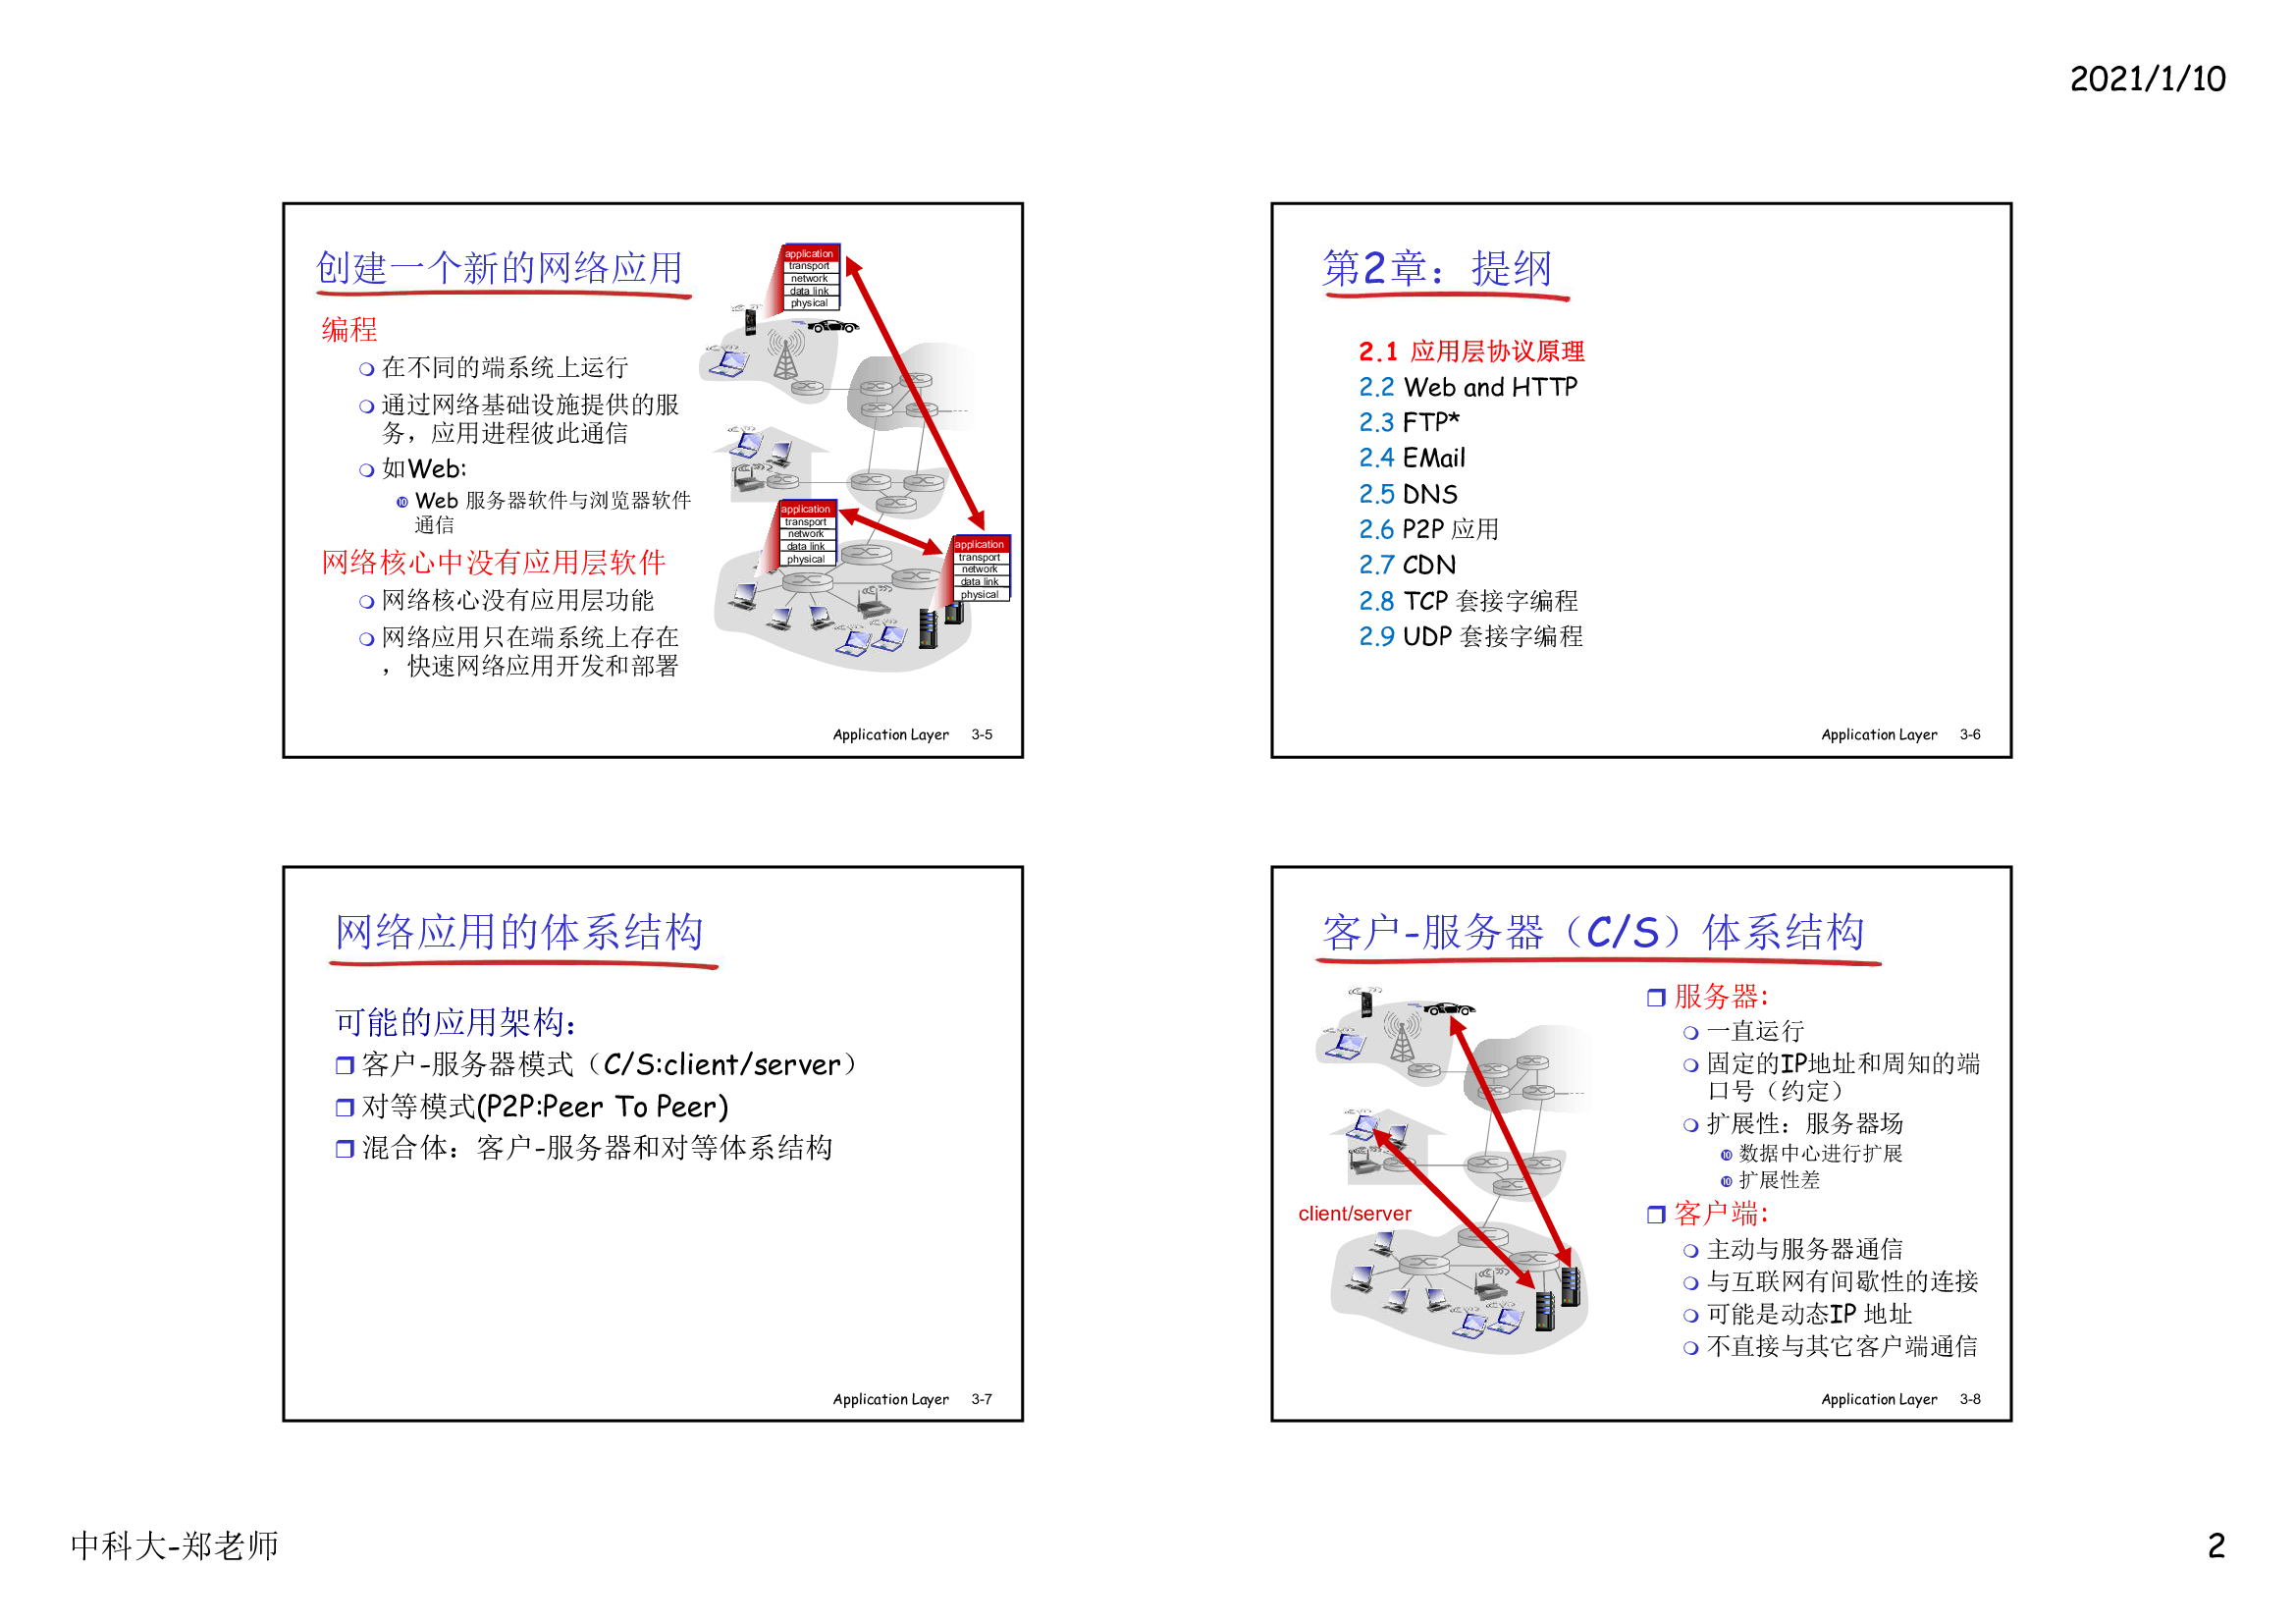 2021/1/10
创建一个新的网络应用
编程
在不同的端系统上运行
通过网络基础设施提供的服
务，应用进程彼此通信
如Web:
Web 服务器软件与浏览器软件
通信
网络核心中没有应用层软件
网络核心没有应用层功能
网络应用只在端系统上存在
，快速网络应用开发和部署
application
transport
network
data link
physical
application
transport
network
data link
physical
application
transport
network
data link
physical
Application Layer 3-5
第2章：提纲
2.1 应用层协议原理
2.2 Web and HTTP
2.3 FTP*
2.4 EMail
2.5 DNS
2.6 P2P 应用
2.7 CDN
2.8 TCP 套接字编程
2.9 UDP 套接字编程
Application Layer 3-6
网络应用的体系结构
可能的应用架构：
客户-服务器模式（C/S:client/server）
对等模式(P2P:Peer To Peer)
混合体：客户-服务器和对等体系结构
Application Layer 3-7
客户-服务器（C/S）体系结构
client/server
服务器:
一直运行
固定的IP地址和周知的端
口号（约定）
扩展性：服务器场
数据中心进行扩展
扩展性差
客户端:
主动与服务器通信
与互联网有间歇性的连接
可能是动态IP 地址
不直接与其它客户端通信
Application Layer 3-8
中科大-郑老师
2